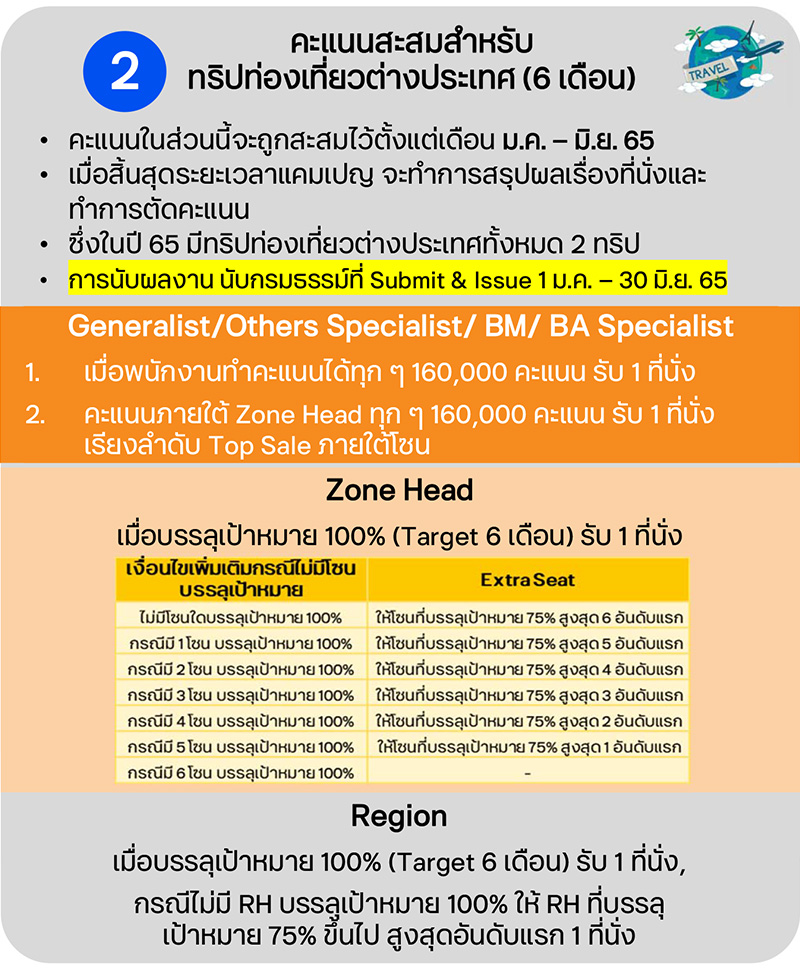 2
คะแนนสะสมสำหรับ
ทริปท่องเที่ยวต่างประเทศ (6 เดือน)
TRAVEL
• คะแนนในส่วนนี้จะถูกสะสมไว้ตั้งแต่เดือน ม.ค. – มิ.ย. 65
• เมื่อสิ้นสุดระยะเวลาแคมเปญ จะทำการสรุปผลเรื่องที่นั่งและ
ทำการตัดคะแนน
• ซึ่งในปี 65 มีทริปท่องเที่ยวต่างประเทศทั้งหมด 2 ทริป
• การนับผลงาน นับกรมธรรม์ที่ Submit & Issue 1 ม.ค. – 30 มิ.ย. 65
Generalist/Others Specialist/ BM/ BA Specialist
1. เมื่อพนักงานทำคะแนนได้ทุก ๆ 160,000 คะแนน รับ 1 ที่นั่ง
2. คะแนนภายใต้ Zone Head ทุก ๆ 160,000 คะแนน รับ 1 ที่นั่ง
เรียงลำดับ Top Sale ภายใต้โซน
Zone Head
เมื่อบรรลุเป้าหมาย 100% (Target 6 เดือน) รับ 1 ที่นั่ง
เงื่อนไขเพิ่มเติมกรณีไม่มีโซน
บรรลุเป้าหมาย
Extra Seat
ไม่มีโซนใดบรรลุเป้าหมาย 100% ให้โซนที่บรรลุเป้าหมาย 75% สูงสุด 6 อันดับแรก
กรณีมี 1 โซน บรรลุเป้าหมาย 100% ให้โซนที่บรรลุเป้าหมาย 75% สูงสุด 5 อันดับแรก
กรณีมี 2 โซน บรรลุเป้าหมาย 100% ให้โซนที่บรรลุเป้าหมาย 75% สูงสุด 4 อันดับแรก
กรณีมี 3 โซน บรรลุเป้าหมาย 100% ให้โซนที่บรรลุเป้าหมาย 75% สูงสุด 3 อันดับแรก
กรณีมี 4 โซน บรรลุเป้าหมาย 100% ให้โซนที่บรรลุเป้าหมาย 75% สูงสุด 2 อันดับแรก
กรณีมี 5 โซน บรรลุเป้าหมาย 100% ให้โซนที่บรรลุเป้าหมาย 75% สูงสุด 1 อันดับแรก
กรณีมี 6 โซน บรรลุเป้าหมาย 100% -
Region
เมื่อบรรลุเป้าหมาย 100% (Target 6 เดือน) รับ 1 ที่นั่ง,
กรณีไม่มี RH บรรลุเป้าหมาย 100% ให้ RH ที่บรรลุ
เป้าหมาย 75% ขึ้นไป สูงสุดอันดับแรก 1 ที่นั่ง